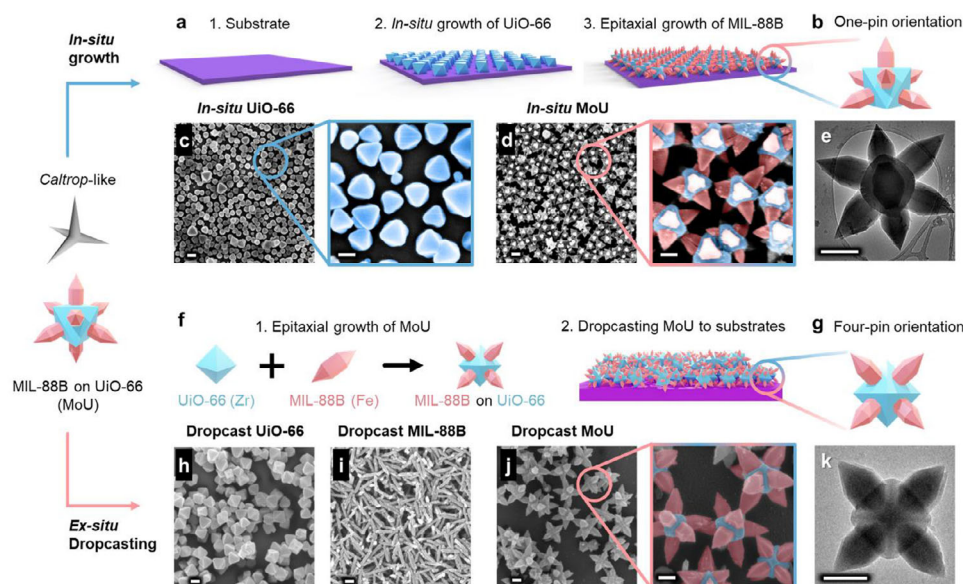 In-situ
growth
a
1. Substrate
2. In-situ growth of UiO-66
3. Epitaxial growth of MIL-88B
b
One-pin orientation
In-situ UiO-66
In-situ MoU
c
d
e
Caltrop-like
MIL-88B on UiO-66
(MoU)
f
1. Epitaxial growth of MoU
2. Dropcasting MoU to substrates
g
Four-pin orientation
UiO-66 (Zr)
MIL-88B (Fe)
MIL-88B on UiO-66
Dropcast UiO-66
Dropcast MIL-88B
Dropcast MoU
h
i
j
k
Ex-situ
Dropcasting